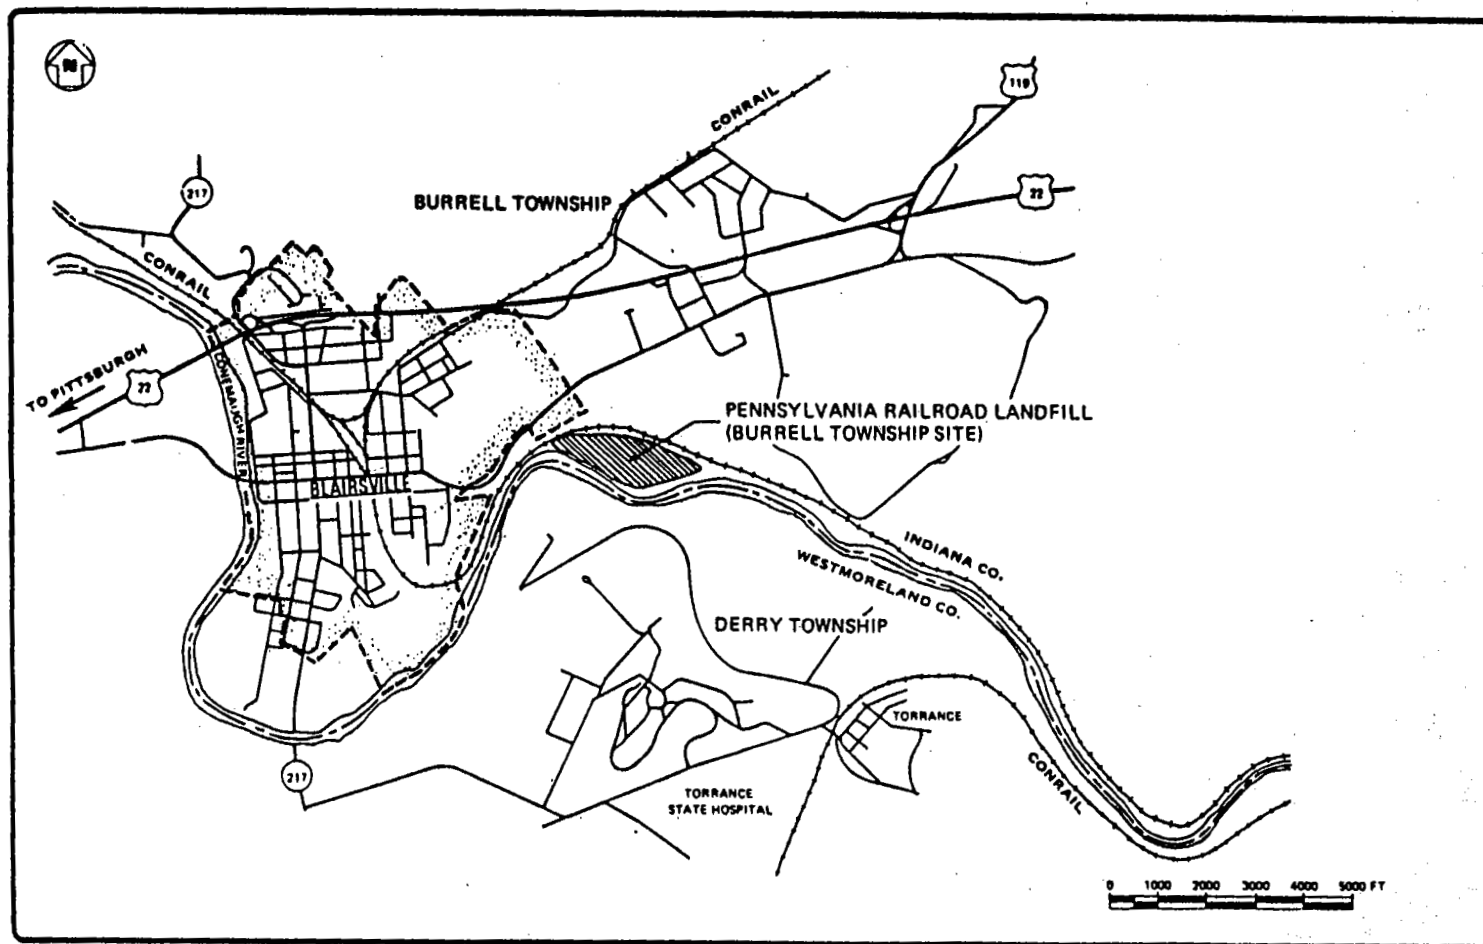 N
119
CONRAIL
217
BURRELL TOWNSHIP
22
CONRAIL
TO PITTSBURGH
22
CONEMAUGH RIVER
PENNSYLVANIA RAILROAD LANDFILL
(BURRELL TOWNSHIP SITE)
BLAIRSVILLE
INDIANA CO.
WESTMORELAND CO.
DERRY TOWNSHIP
TORRANCE
217
CONRAIL
TORRANCE
STATE HOSPITAL
0 1000 2000 3000 4000 5000 FT